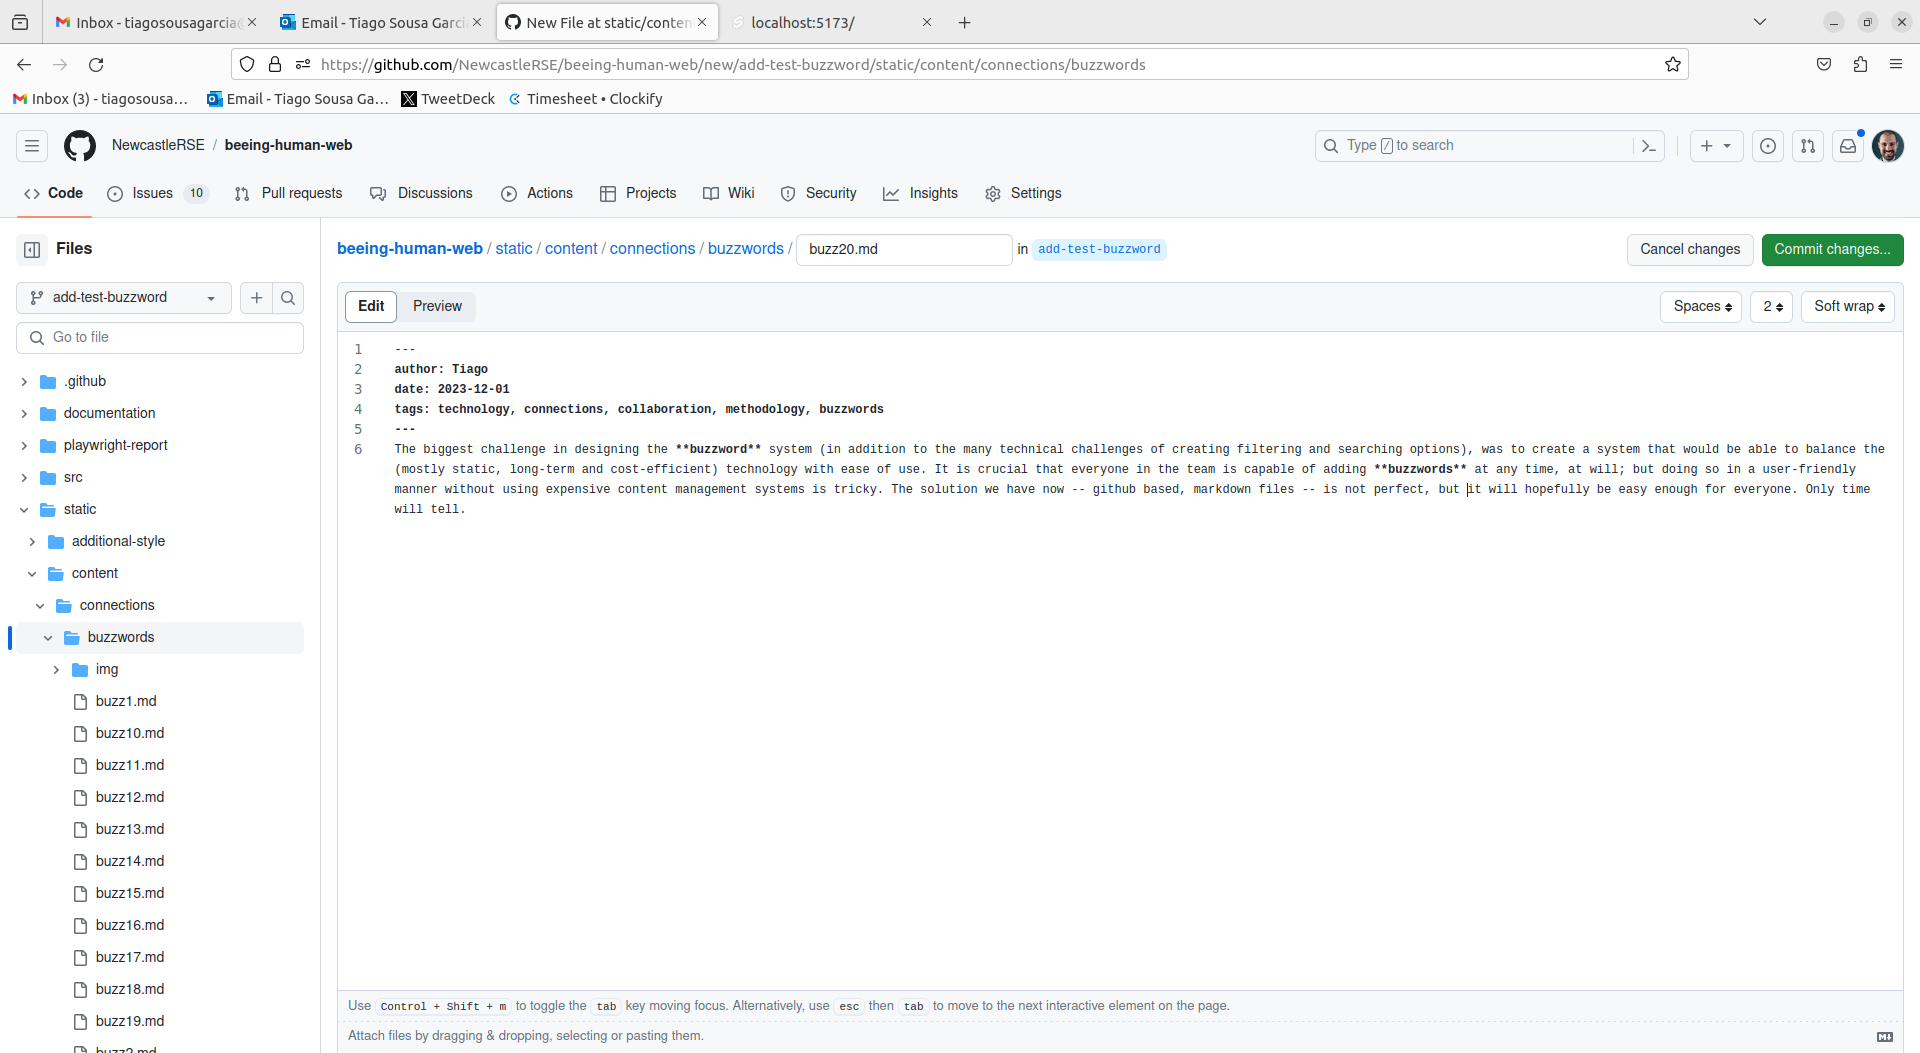 Inbox - tiagosousagarcia
Email - Tiago Sousa Garci
New File at static/conten
localhost:5173/
https://github.com/NewcastleRSE/beeing-human-web/new/add-test-buzzword/static/content/connections/buzzwords
Inbox (3) - tiagosousa...
Email - Tiago Sousa Ga...
TweetDeck
Timesheet • Clockify
NewcastleRSE / beeing-human-web
Type / to search
Code
Issues 10
Pull requests
Discussions
Actions
Projects
Wiki
Security
Insights
Settings
Files
beeing-human-web / static / content / connections / buzzwords / buzz20.md in add-test-buzzword
Cancel changes
Commit changes...
add-test-buzzword
Go to file
Edit
Preview
Spaces
2
Soft wrap
.github
documentation
playwright-report
src
static
additional-style
content
connections
buzzwords
img
buzz1.md
buzz10.md
buzz11.md
buzz12.md
buzz13.md
buzz14.md
buzz15.md
buzz16.md
buzz17.md
buzz18.md
buzz19.md
buzz2.md
1 ---
2 author: Tiago
3 date: 2023-12-01
4 tags: technology, connections, collaboration, methodology, buzzwords
5 ---
6 The biggest challenge in designing the **buzzword** system (in addition to the many technical challenges of creating filtering and searching options), was to create a system that would be able to balance the
(mostly static, long-term and cost-efficient) technology with ease of use. It is crucial that everyone in the team is capable of adding **buzzwords** at any time, at will; but doing so in a user-friendly
manner without using expensive content management systems is tricky. The solution we have now -- github based, markdown files -- is not perfect, but it will hopefully be easy enough for everyone. Only time
will tell.
Use Control + Shift + m to toggle the tab key moving focus. Alternatively, use esc then tab to move to the next interactive element on the page.
Attach files by dragging & dropping, selecting or pasting them.